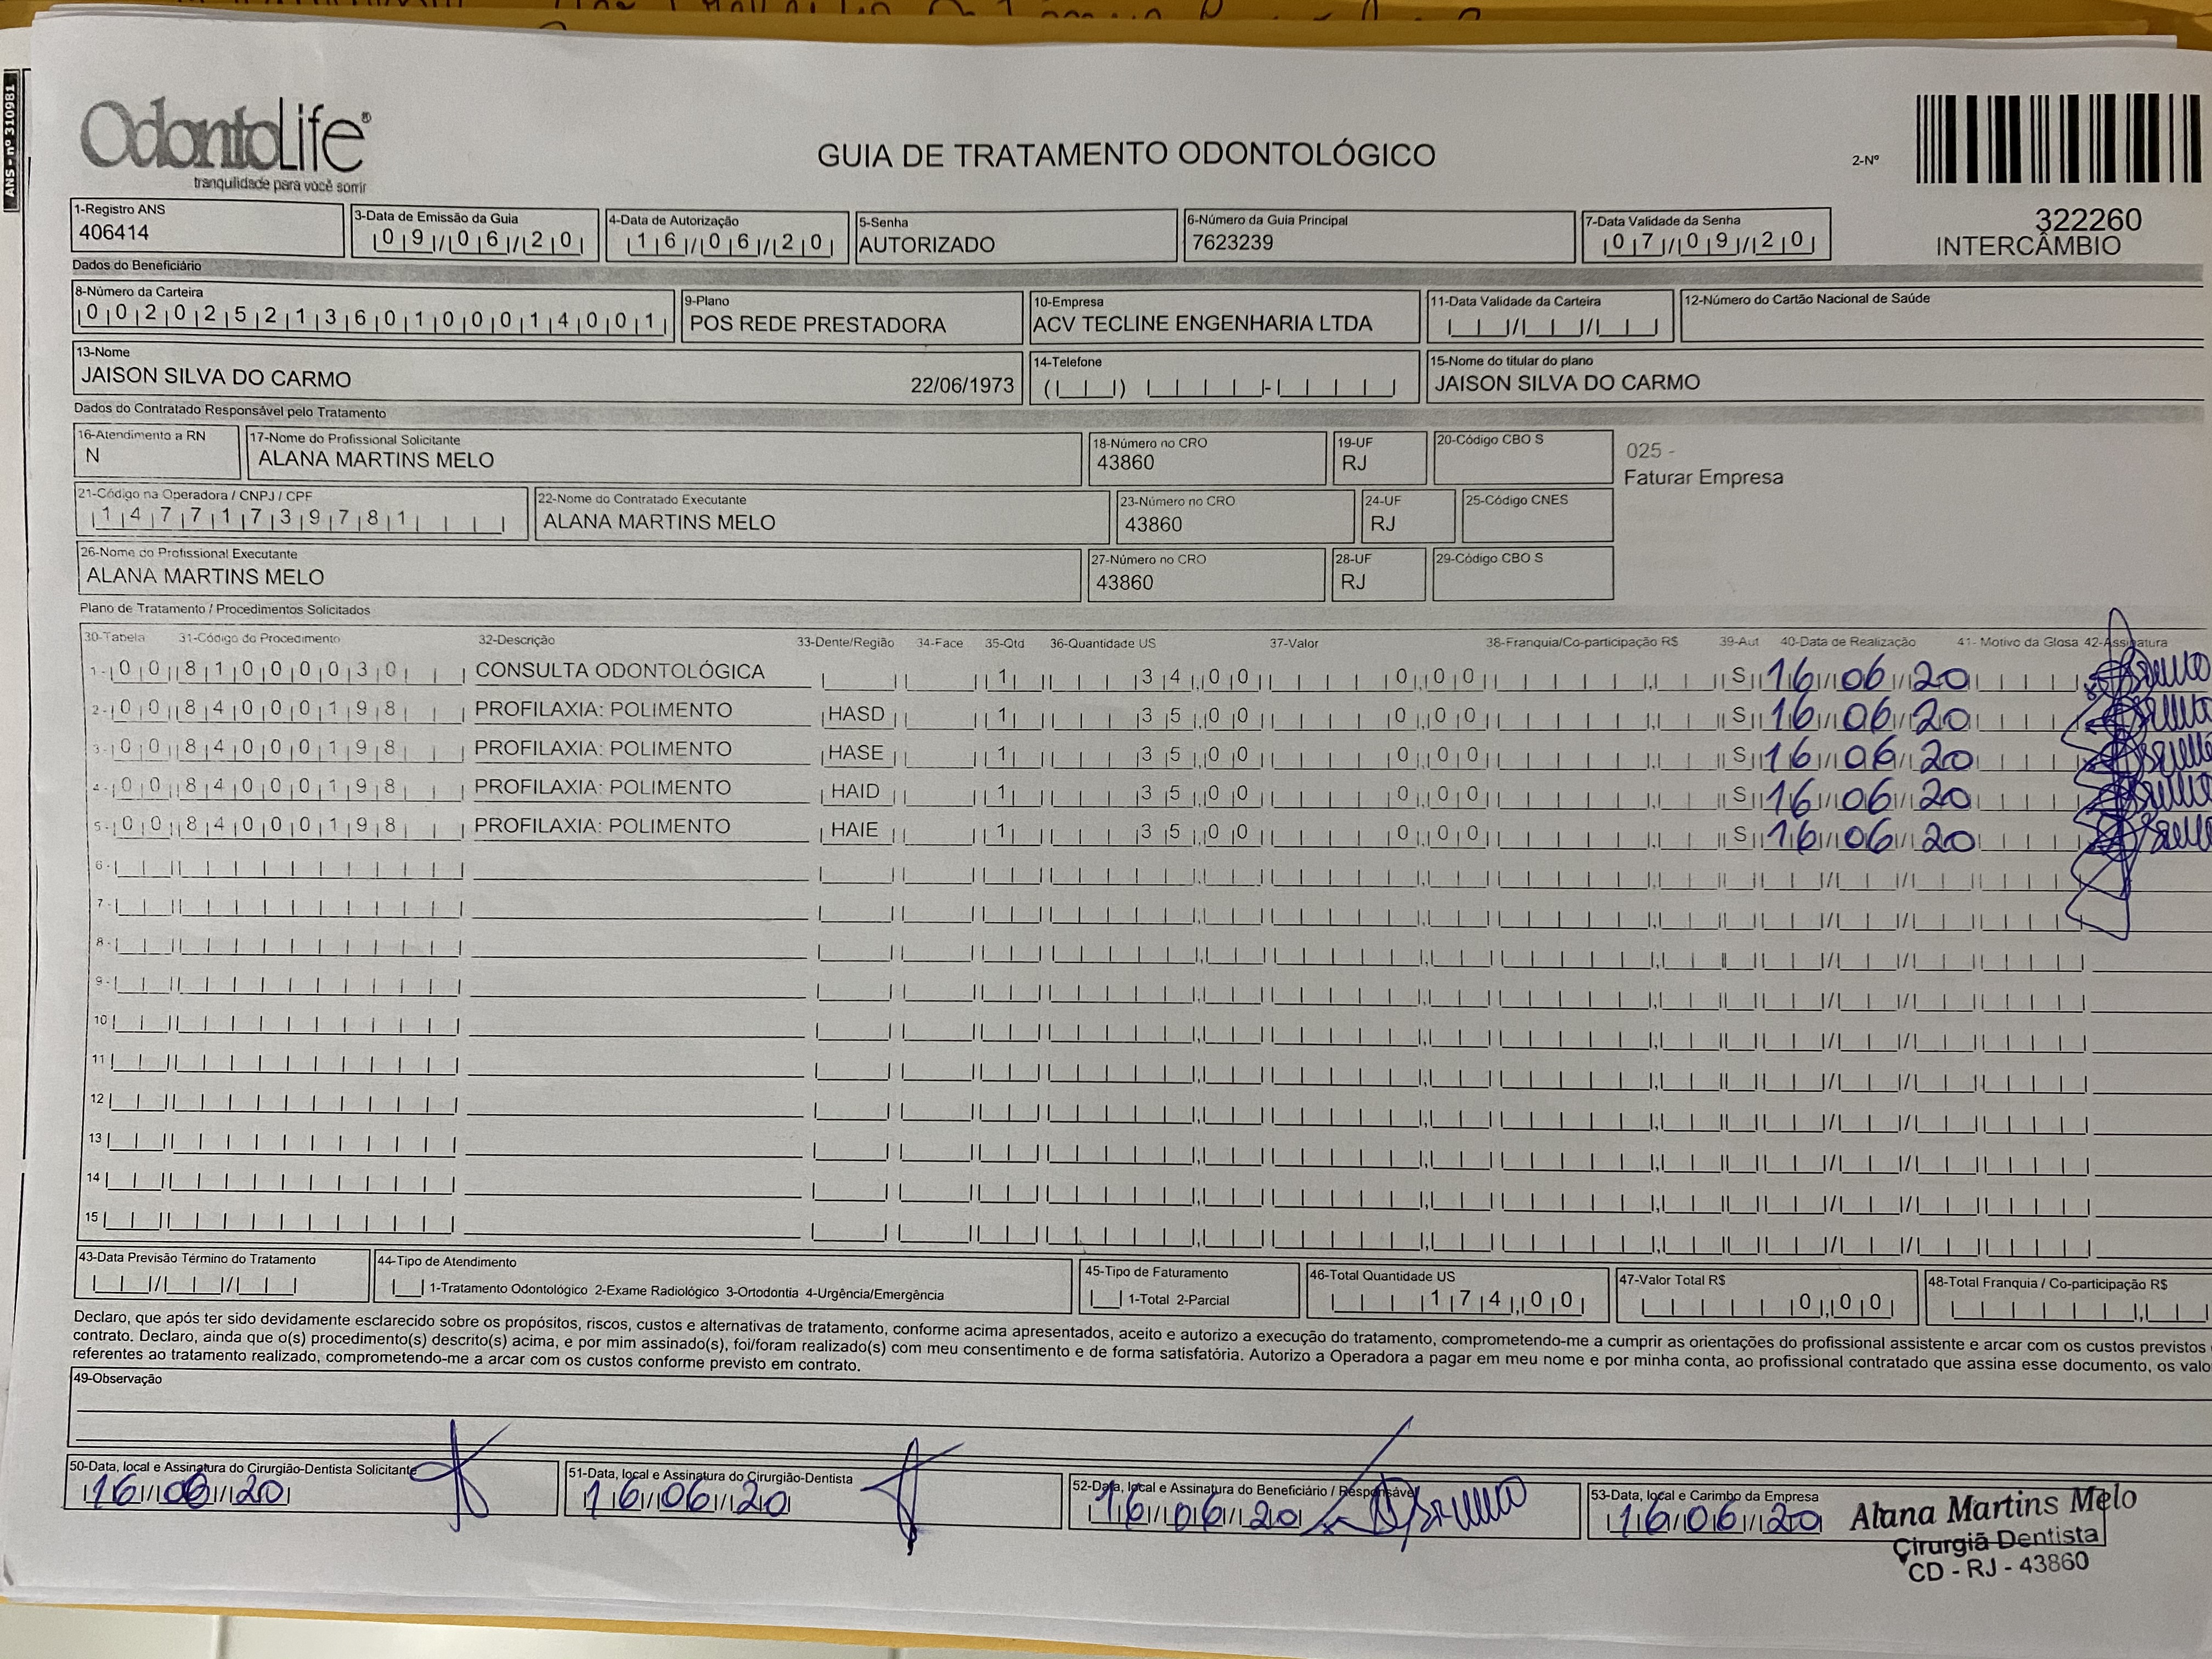 ANS - nº 310981
OdontoLife®
tranquilidade para você sorrir
GUIA DE TRATAMENTO ODONTOLÓGICO
2-Nº
322260
INTERCÂMBIO
1-Registro ANS
406414
3-Data de Emissão da Guia
09/06/20
4-Data de Autorização
16/06/20
5-Senha
AUTORIZADO
6-Número da Guia Principal
7623239
7-Data Validade da Senha
07/09/20
Dados do Beneficiário
8-Número da Carteira
00202521360100014001
9-Plano
POS REDE PRESTADORA
10-Empresa
ACV TECLINE ENGENHARIA LTDA
11-Data Validade da Carteira
12-Número do Cartão Nacional de Saúde
13-Nome
JAISON SILVA DO CARMO 22/06/1973
14-Telefone
15-Nome do titular do plano
JAISON SILVA DO CARMO
Dados do Contratado Responsável pelo Tratamento
16-Atendimento a RN
N
17-Nome do Profissional Solicitante
ALANA MARTINS MELO
18-Número no CRO
43860
19-UF
RJ
20-Código CBO S
025 -
Faturar Empresa
21-Código na Operadora / CNPJ / CPF
14771739781
22-Nome do Contratado Executante
ALANA MARTINS MELO
23-Número no CRO
43860
24-UF
RJ
25-Código CNES
26-Nome do Profissional Executante
ALANA MARTINS MELO
27-Número no CRO
43860
28-UF
RJ
29-Código CBO S
Plano de Tratamento / Procedimentos Solicitados
30-Tabela 31-Código do Procedimento 32-Descrição 33-Dente/Região 34-Face 35-Qtd 36-Quantidade US 37-Valor 38-Franquia/Co-participação R$ 39-Aut 40-Data de Realização 41- Motivo da Glosa 42-Assinatura
1- 00 81000030 CONSULTA ODONTOLÓGICA 1 34,00 0,00 S 16/06/20
2- 00 84000198 PROFILAXIA: POLIMENTO HASD 1 35,00 0,00 S 16/06/20
3- 00 84000198 PROFILAXIA: POLIMENTO HASE 1 35,00 0,00 S 16/06/20
4- 00 84000198 PROFILAXIA: POLIMENTO HAID 1 35,00 0,00 S 16/06/20
5- 00 84000198 PROFILAXIA: POLIMENTO HAIE 1 35,00 0,00 S 16/06/20
6-
7-
8-
9-
10
11
12
13
14
15
43-Data Previsão Término do Tratamento
44-Tipo de Atendimento
1-Tratamento Odontológico 2-Exame Radiológico 3-Ortodontia 4-Urgência/Emergência
45-Tipo de Faturamento
1-Total 2-Parcial
46-Total Quantidade US
174,00
47-Valor Total R$
0,00
48-Total Franquia / Co-participação R$
Declaro, que após ter sido devidamente esclarecido sobre os propósitos, riscos, custos e alternativas de tratamento, conforme acima apresentados, aceito e autorizo a execução do tratamento, comprometendo-me a cumprir as orientações do profissional assistente e arcar com os custos previstos
contrato. Declaro, ainda que o(s) procedimento(s) descrito(s) acima, e por mim assinado(s), foi/foram realizado(s) com meu consentimento e de forma satisfatória. Autorizo a Operadora a pagar em meu nome e por minha conta, ao profissional contratado que assina esse documento, os valo
referentes ao tratamento realizado, comprometendo-me a arcar com os custos conforme previsto em contrato.
49-Observação
50-Data, local e Assinatura do Cirurgião-Dentista Solicitante
16/06/20
51-Data, local e Assinatura do Cirurgião-Dentista
16/06/20
52-Data, local e Assinatura do Beneficiário / Responsável
16/06/20
53-Data, local e Carimbo da Empresa
16/06/20
Alana Martins Melo
Cirurgiã Dentista
CD - RJ - 43860